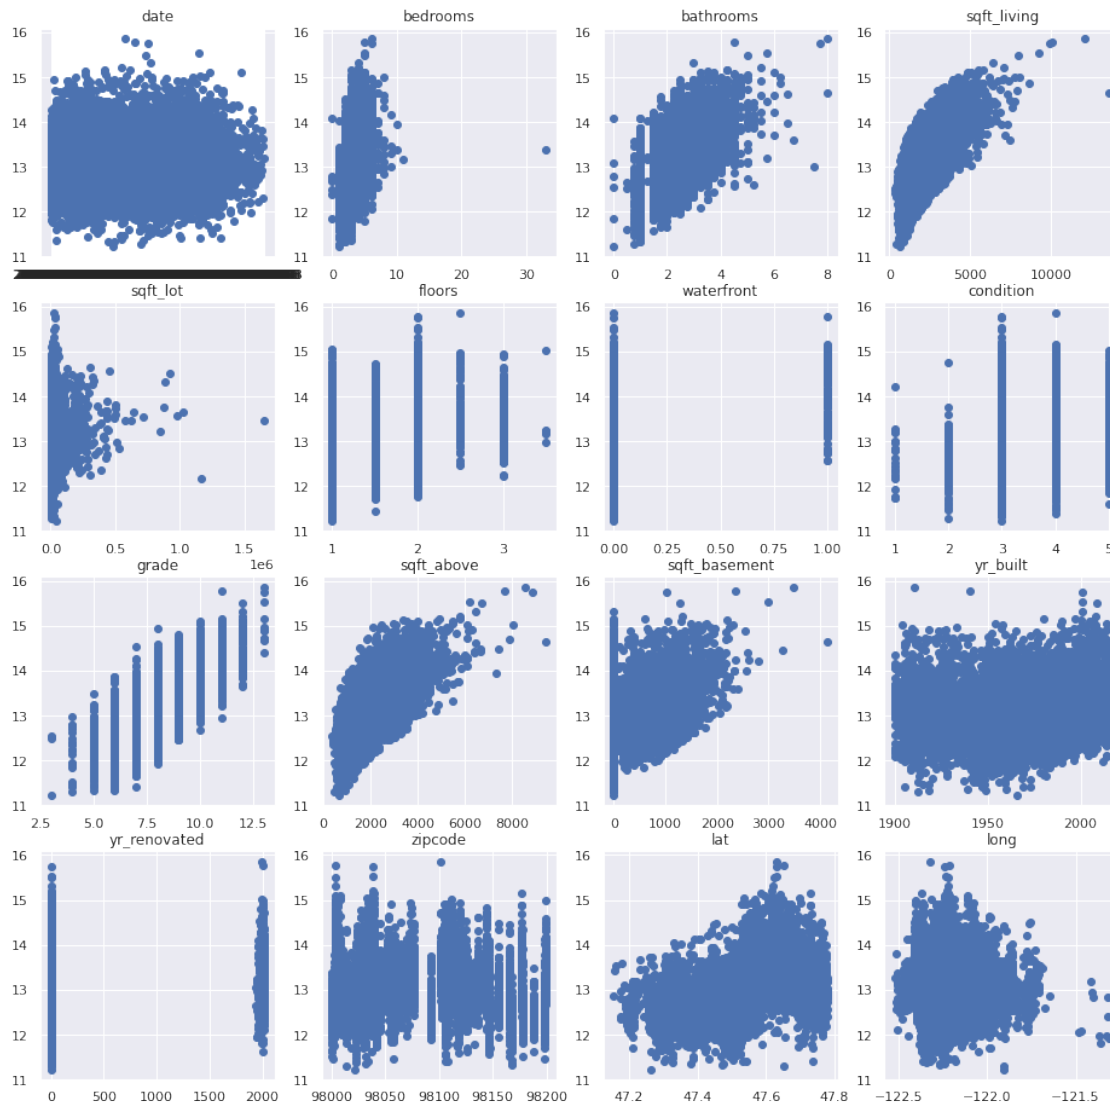 date bedrooms bathrooms sqft_living
16 16 16 16
15 15 15 15
14 14 14 14
13 13 13 13
12 12 12 12
11 11 11 11
0 10 20 30 0 2 4 6 8 0 5000 10000
sqft_lot floors waterfront condition
16 16 16 16
15 15 15 15
14 14 14 14
13 13 13 13
12 12 12 12
11 11 11 11
0.0 0.5 1.0 1.5 1 2 3 0.00 0.25 0.50 0.75 1.00 1 2 3 4 5
1e6
grade sqft_above sqft_basement yr_built
16 16 16 16
15 15 15 15
14 14 14 14
13 13 13 13
12 12 12 12
11 11 11 11
2.5 5.0 7.5 10.0 12.5 0 2000 4000 6000 8000 0 1000 2000 3000 4000 1900 1950 2000
yr_renovated zipcode lat long
16 16 16 16
15 15 15 15
14 14 14 14
13 13 13 13
12 12 12 12
11 11 11 11
0 500 1000 1500 2000 98000 98050 98100 98150 98200 47.2 47.4 47.6 47.8 −122.5 −122.0 −121.5